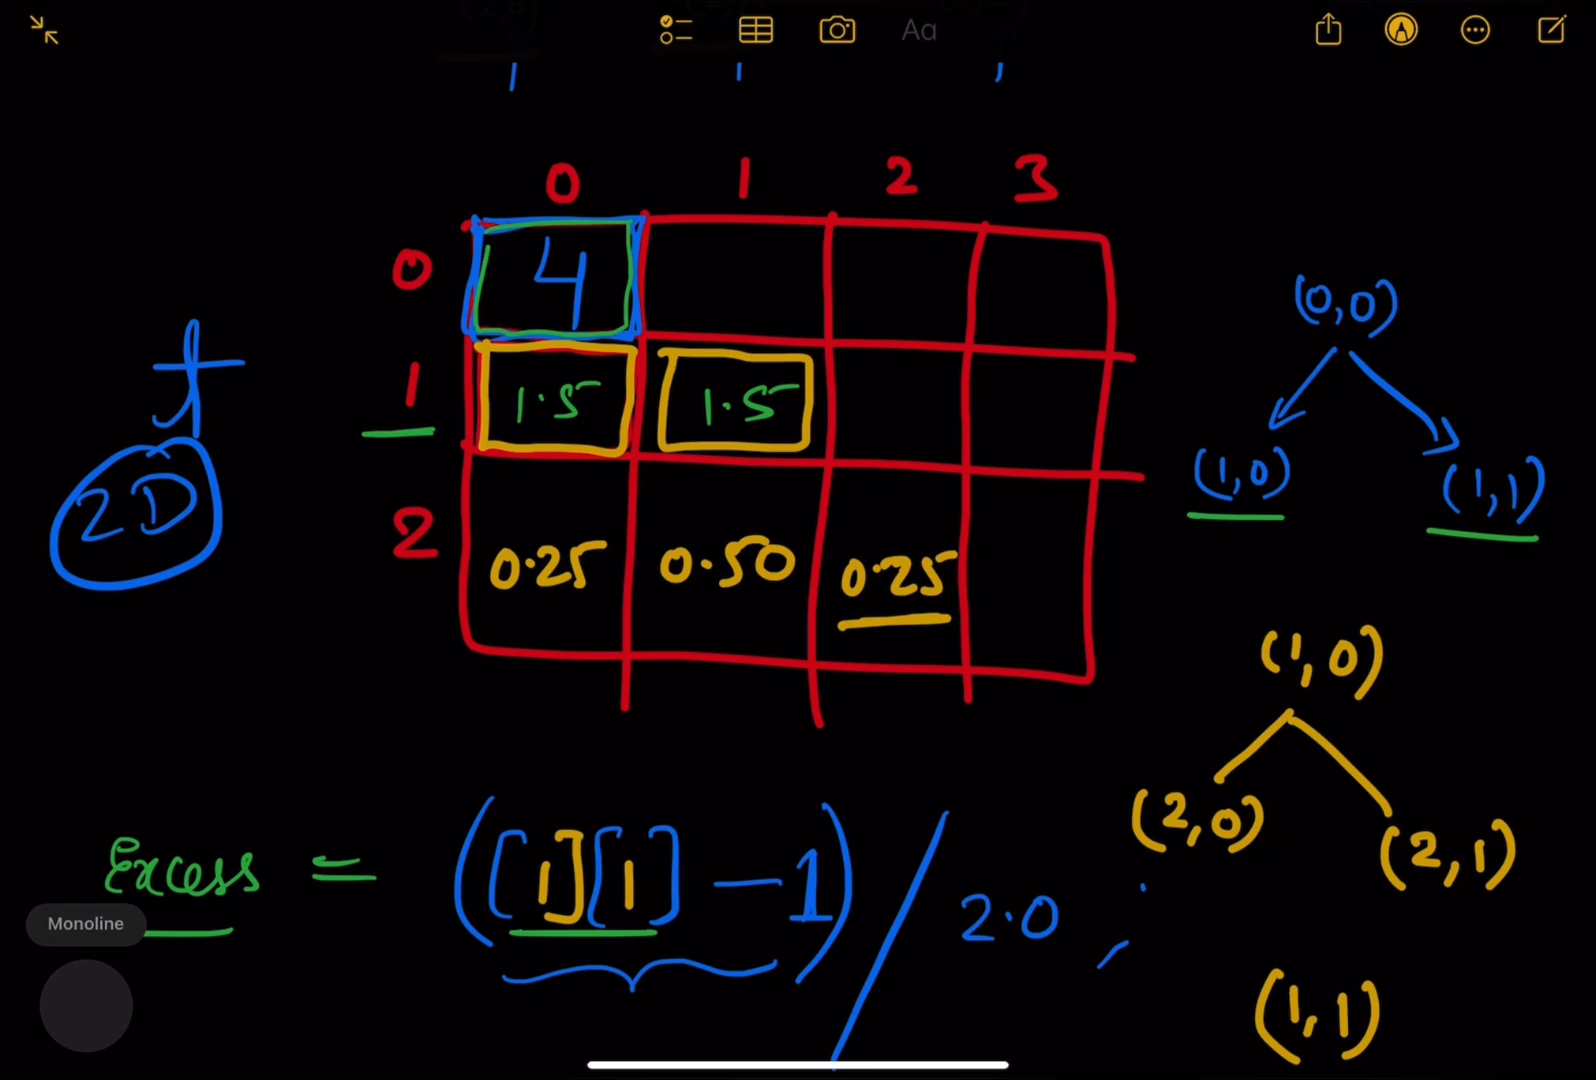 Aa
0 1 2 3
0 4
1 1.5 1.5
2 0.25 0.50 0.25
t
2D
(0,0)
(1,0) (1,1)
(1,0)
(2,0) (2,1)
Excess = ([1][1] - 1) / 2.0 ,
Monoline
(1,1)